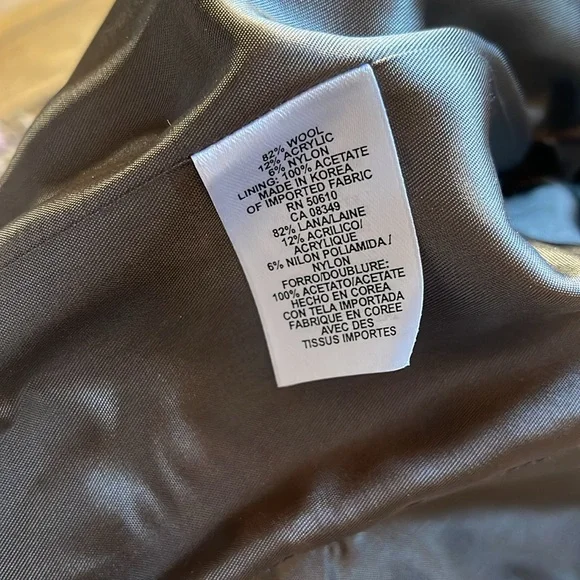 82% WOOL
12% ACRYLIC
6% NYLON
LINING: 100% ACETATE
MADE IN KOREA
OF IMPORTED FABRIC
RN 50610
CA 08349
82% LANA/LAINE
12% ACRILICO/
ACRYLIQUE
6% NILON POLIAMIDA/
NYLON
FORRO/DOUBLURE:
100% ACETATO/ACETATE
HECHO EN COREA
CON TELA IMPORTADA
FABRIQUE EN COREE
AVEC DES
TISSUS IMPORTES